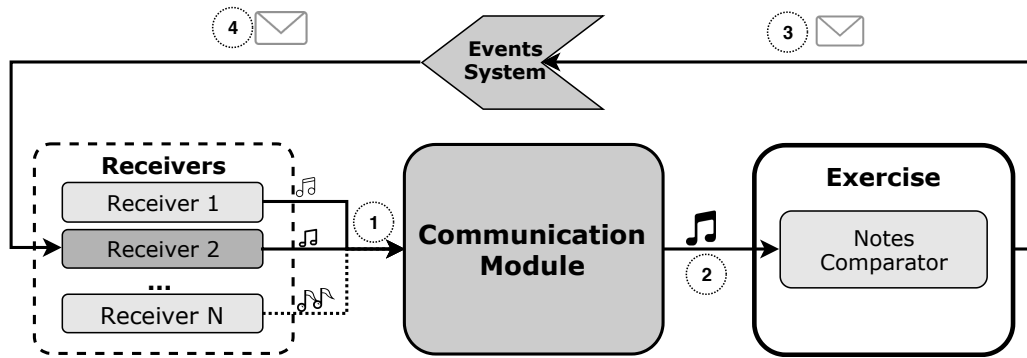 4
3
Events
System
Receivers
Receiver 1
Receiver 2
...
Receiver N
1
Communication
Module
2
Exercise
Notes
Comparator